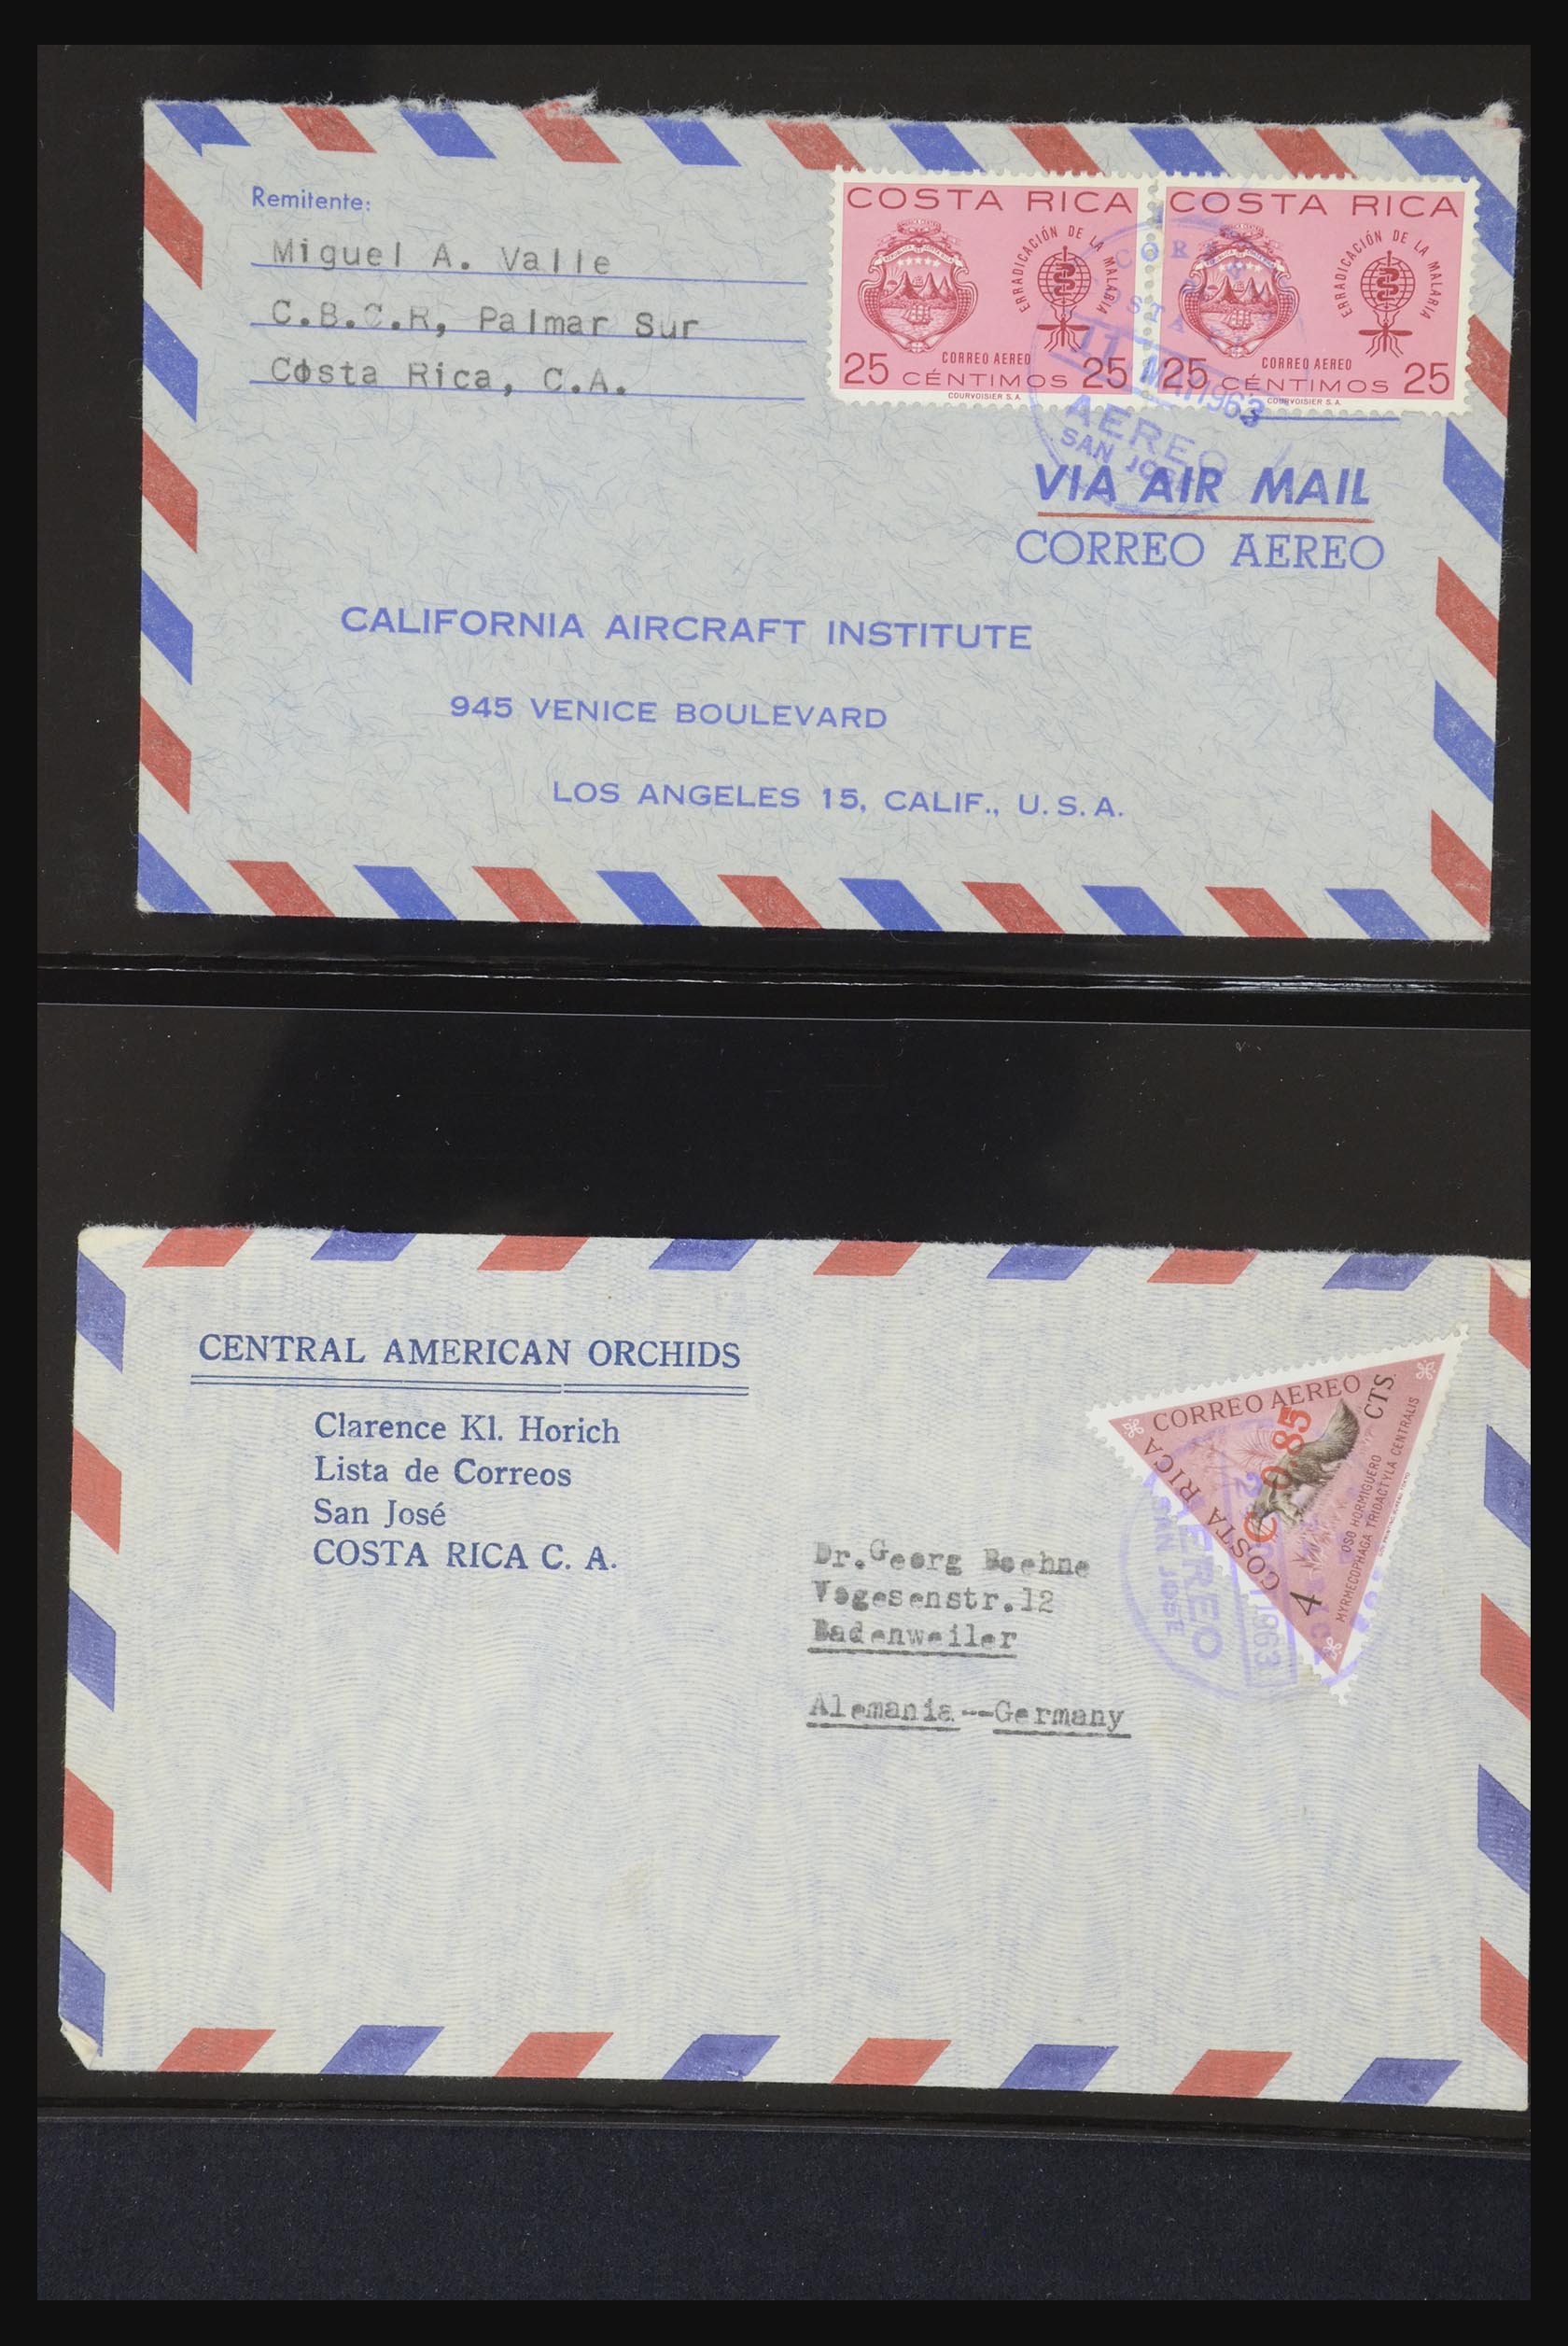 Remitente:
Miguel A. Valle
C.B.C.R, Palmar Sur
Costa Rica, C.A.
COSTA RICA
ERRADICACIÓN DE LA MALARIA
CORREO AEREO
25 CÉNTIMOS 25
COURVOISIER S.A.
COSTA RICA
ERRADICACIÓN DE LA MALARIA
CORREO AEREO
25 CÉNTIMOS 25
COURVOISIER S.A.
1963
AEREO
SAN JOSE
VIA AIR MAIL
CORREO AEREO
CALIFORNIA AIRCRAFT INSTITUTE
945 VENICE BOULEVARD
LOS ANGELES 15, CALIF., U.S.A.
CENTRAL AMERICAN ORCHIDS
Clarence Kl. Horich
Lista de Correos
San José
COSTA RICA C. A.
COSTA RICA CORREO AEREO
₡ 0.85
4 CTS
OSO HORMIGUERO
MYRMECOPHAGA TRIDACTYLA CENTRALIS
1963
AEREO
SAN JOSE
Dr.Georg Boehne
Vogesenstr.12
Badenweiler
Alemania--Germany